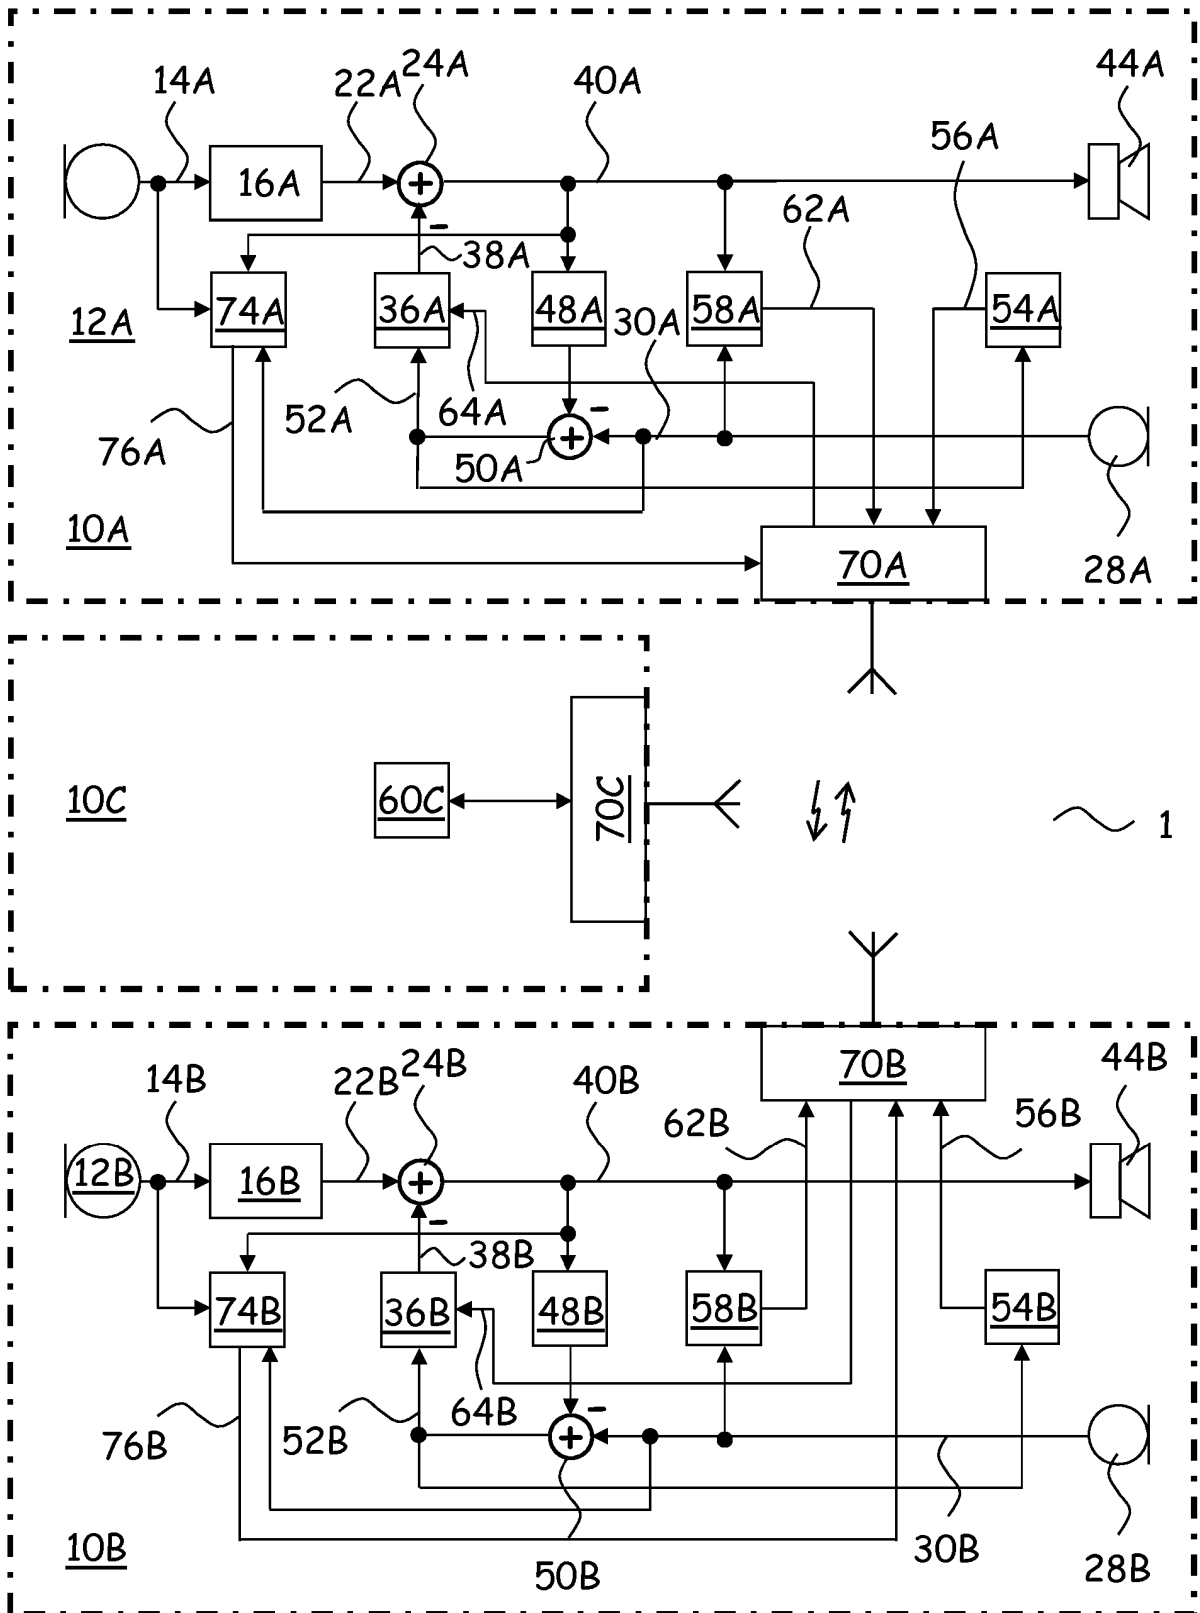 14A 22A 24A 40A 44A
56A
16A + 62A
− 38A
12A 74A 36A 48A 30A 58A 54A
52A 64A −
76A 50A +
10A 70A 28A
10C 60C 70C 1
70B
14B 22B 24B 40B 62B 56B 44B
12B 16B +
− 38B
74B 36B 48B 58B 54B
76B 52B 64B − +
10B 50B 30B 28B